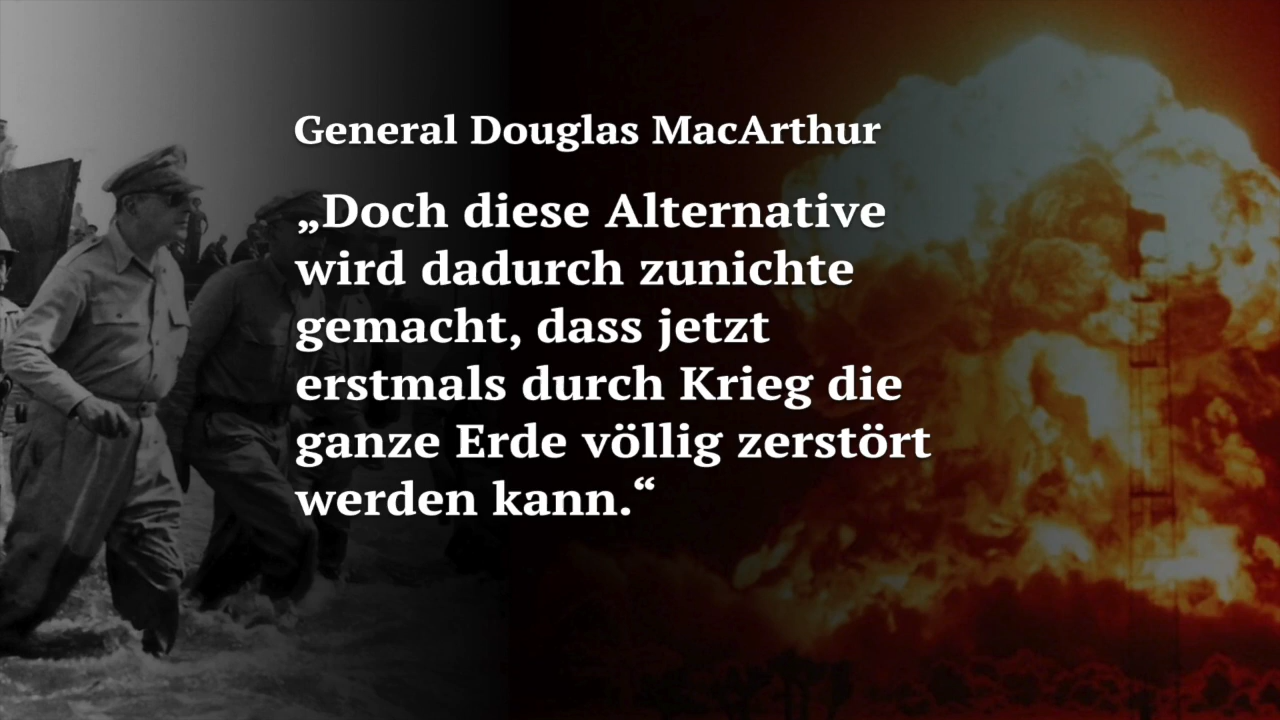 General Douglas MacArthur
„Doch diese Alternative
wird dadurch zunichte
gemacht, dass jetzt
erstmals durch Krieg die
ganze Erde völlig zerstört
werden kann.“